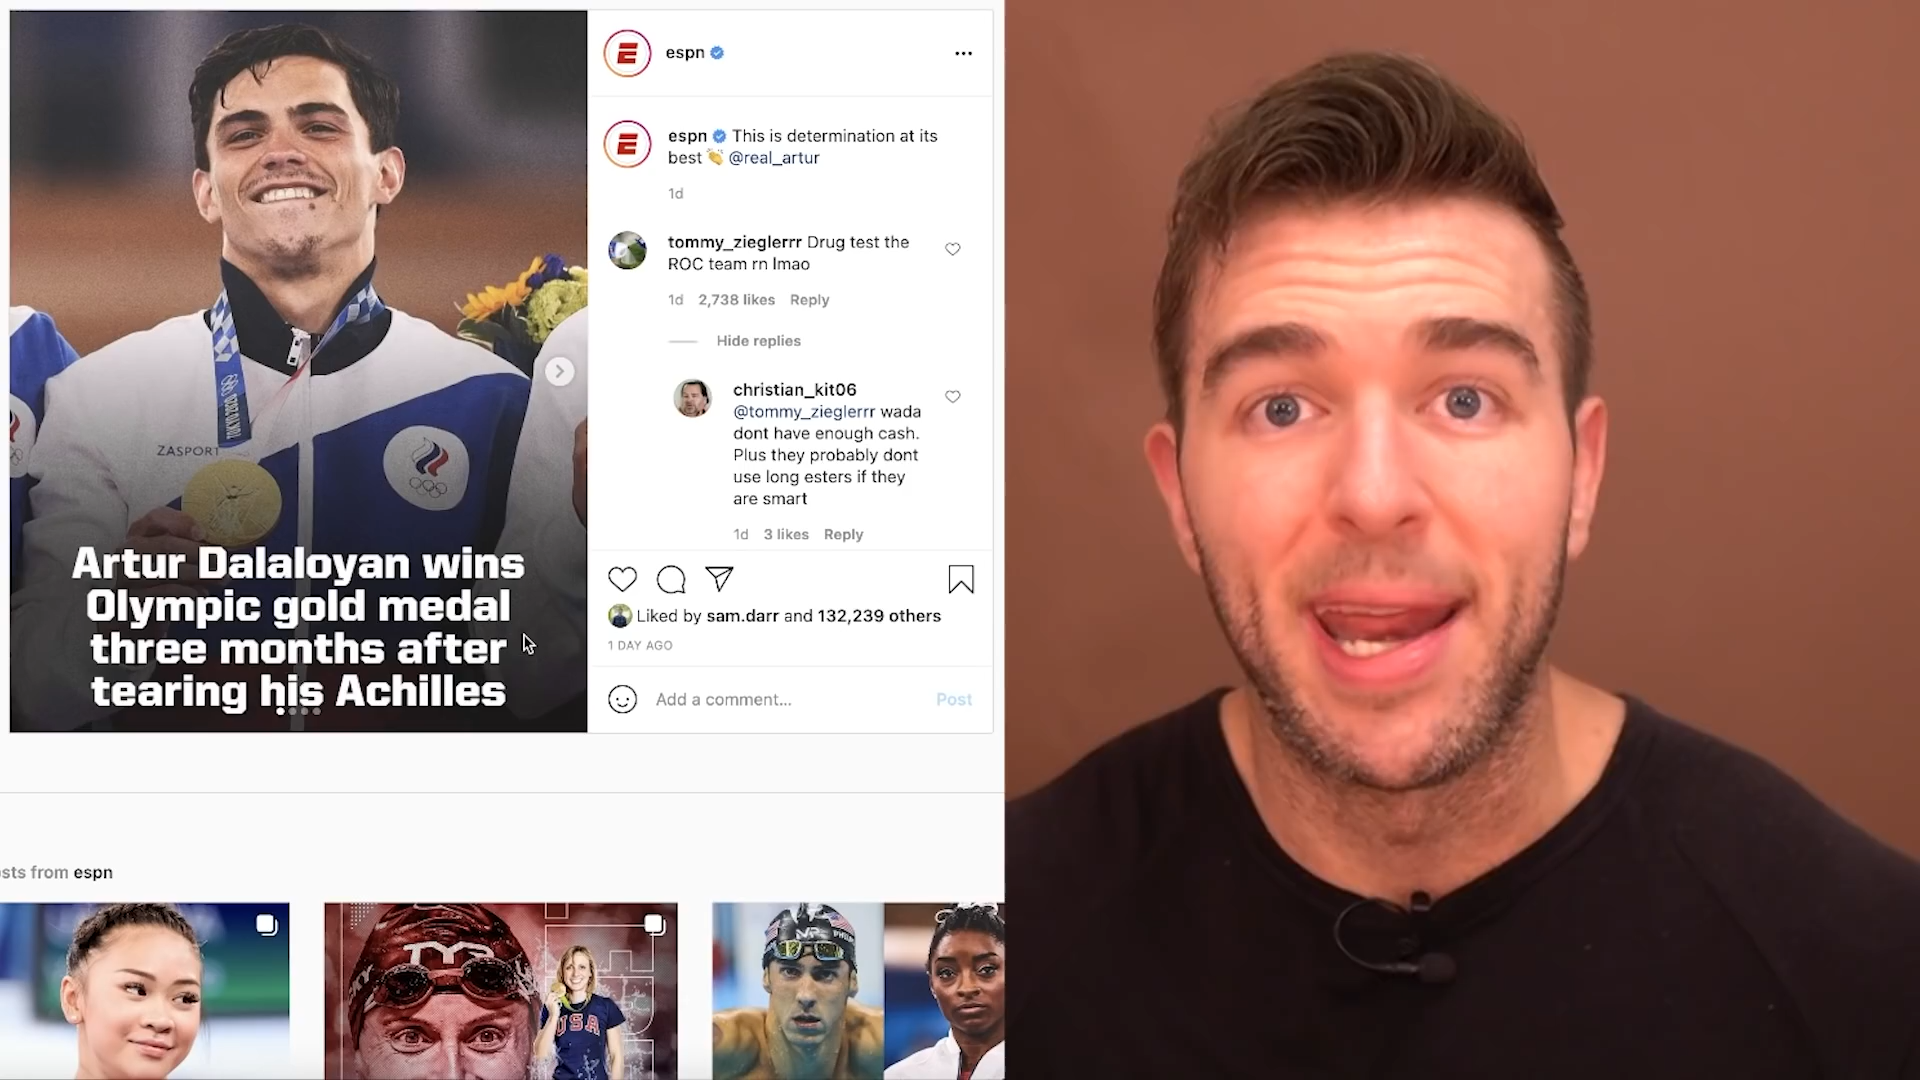 espn
espn This is determination at its
best 👏 @real_artur
1d
tommy_zieglerrr Drug test the
ROC team rn lmao
1d 2,738 likes Reply
Hide replies
christian_kit06
@tommy_zieglerrr wada
dont have enough cash.
Plus they probably dont
use long esters if they
are smart
1d 3 likes Reply
Liked by sam.darr and 132,239 others
1 DAY AGO
Add a comment... Post
TOKYO 2020
ZASPORT
Artur Dalaloyan wins
Olympic gold medal
three months after
tearing his Achilles
sts from espn
TYR
USA
MP